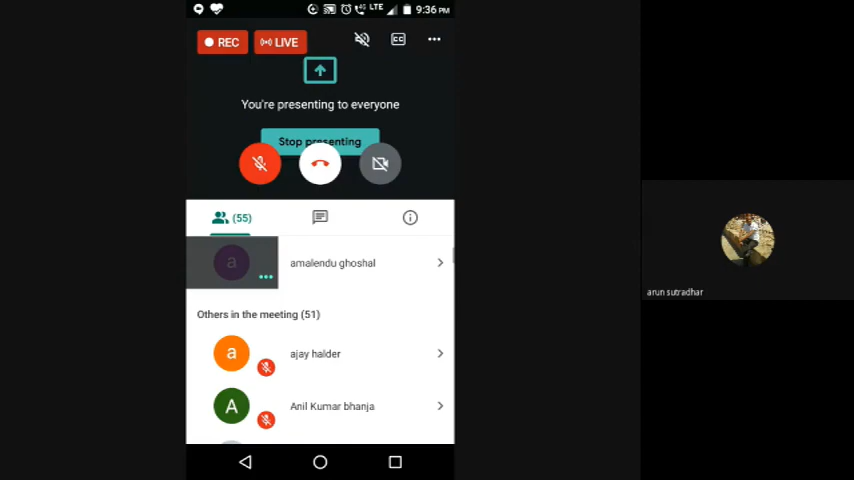 LTE 9:36 PM
REC LIVE CC
You're presenting to everyone
Stop presenting
(55)
a amalendu ghoshal
Others in the meeting (51)
a ajay halder
A Anil Kumar bhanja
arun sutradhar